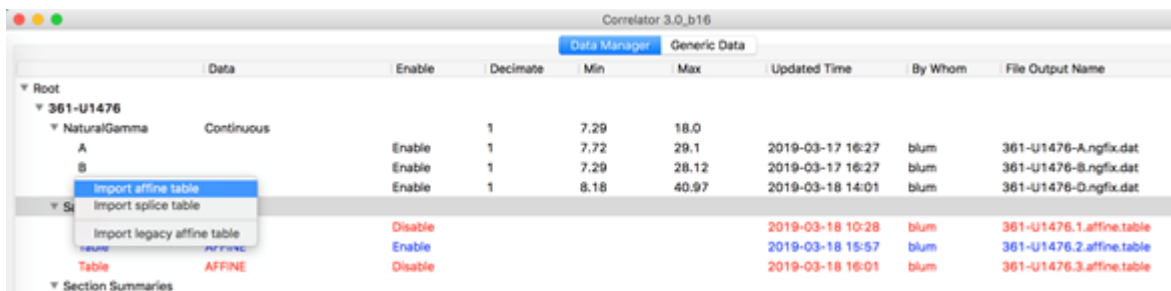 Correlator 3.0_b16
Data Manager Generic Data
Data Enable Decimate Min Max Updated Time By Whom File Output Name
Root
361-U1476
NaturalGamma Continuous 1 7.29 18.0
A Enable 1 7.72 29.1 2019-03-17 16:27 blum 361-U1476-A.ngfix.dat
B Enable 1 7.29 28.12 2019-03-17 16:27 blum 361-U1476-B.ngfix.dat
Import affine table Enable 1 8.18 40.97 2019-03-18 14:01 blum 361-U1476-D.ngfix.dat
Import splice table
Disable 2019-03-18 10:28 blum 361-U1476.1.affine.table
Import legacy affine table
Table AFFINE Enable 2019-03-18 15:57 blum 361-U1476.2.affine.table
Table AFFINE Disable 2019-03-18 16:01 blum 361-U1476.3.affine.table
Section Summaries